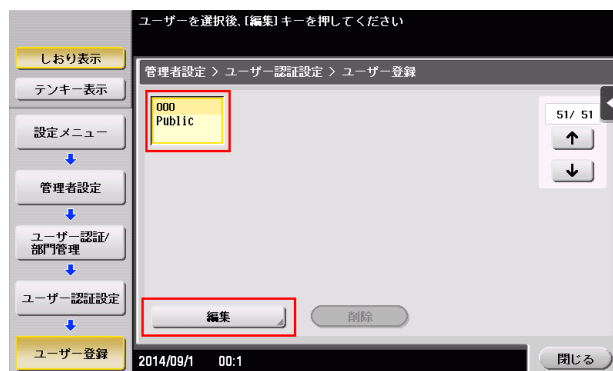 ユーザーを選択後、[編集]キーを押してください
しおり表示
テンキー表示
設定メニュー
管理者設定
ユーザー認証/
部門管理
ユーザー認証設定
ユーザー登録
管理者設定 > ユーザー認証設定 > ユーザー登録
000
Public
51/ 51
↑
↓
編集
削除
2014/09/1 00:1
閉じる